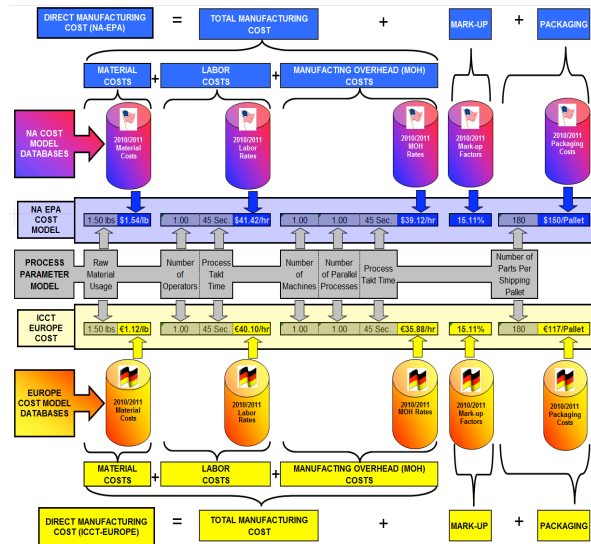 DIRECT MANUFACTURING = TOTAL MANUFACTURING + MARK-UP + PACKAGING
COST (NA-EPA) COST
MATERIAL + LABOR + MANUFACTING OVERHEAD (MOH)
COSTS COSTS COSTS
NA COST
MODEL
DATABASES
2010/2011
Material
Costs
2010/2011
Labor
Rates
2010/2011
MOH
Rates
2010/2011
Mark-up
Factors
2010/2011
Packaging
Costs
NA EPA
COST
MODEL
1.50 lbs $1.54/lb 1.00 45 Sec. $41.42/hr 1.00 1.00 45 Sec. $39.12/hr 15.11% 180 $150/Pallet
PROCESS
PARAMETER
MODEL
Raw
Material
Usage
Number
of
Operators
Process
Takt
Time
Number
of
Machines
Number
of Parallel
Processes
Process
Takt Time
Number of
Parts Per
Shipping
Pallet
ICCT
EUROPE
COST
1.50 lbs €1.12/lb 1.00 45 Sec. €40.10/hr 1.00 1.00 45 Sec. €35.88/hr 15.11% 180 €117/Pallet
EUROPE
COST MODEL
DATABASES
2010/2011
Material
Costs
2010/2011
Labor
Rates
2010/2011
MOH Rates
2010/2011
Mark-up
Factors
2010/2011
Packaging
Costs
MATERIAL + LABOR + MANUFACTING OVERHEAD (MOH)
COSTS COSTS COSTS
DIRECT MANUFACTURING = TOTAL MANUFACTURING + MARK-UP + PACKAGING
COST (ICCT-EUROPE) COST